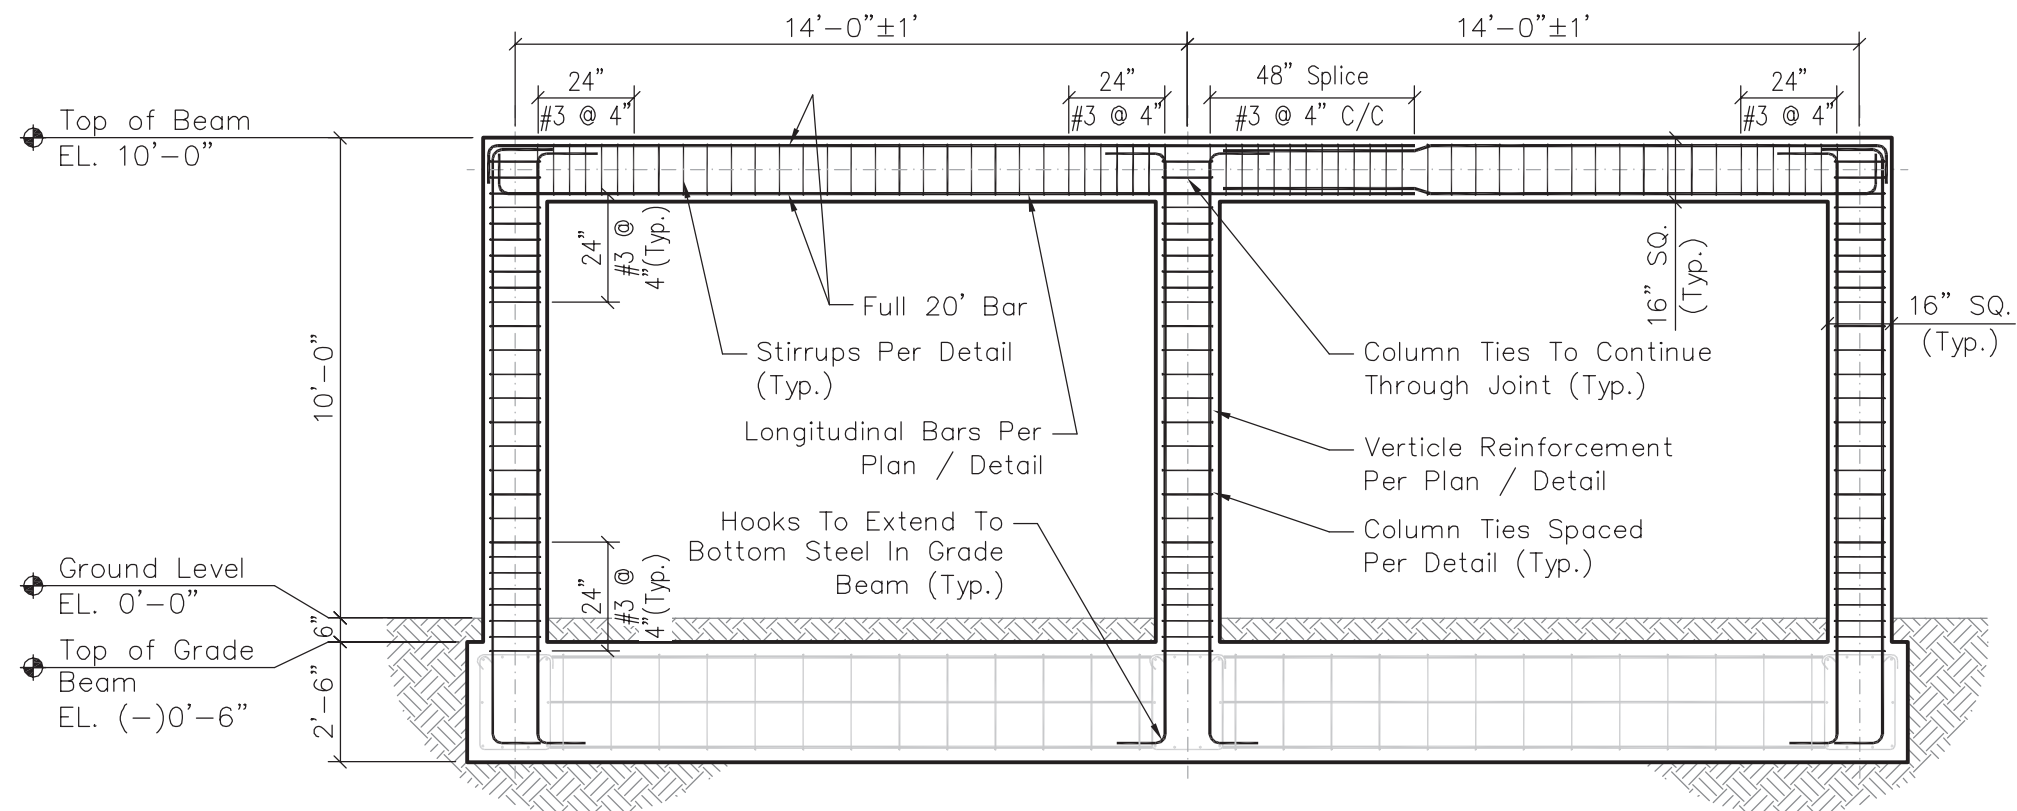 14'-0"±1'
14'-0"±1'
24"
#3 @ 4"
24"
#3 @ 4"
48" Splice
#3 @ 4" C/C
24"
#3 @ 4"
Top of Beam
EL. 10'-0"
24"
#3 @
4"(Typ.)
Full 20' Bar
Stirrups Per Detail
(Typ.)
Longitudinal Bars Per
Plan / Detail
Hooks To Extend To
Bottom Steel In Grade
Beam (Typ.)
16" SQ.
(Typ.)
16" SQ.
(Typ.)
Column Ties To Continue
Through Joint (Typ.)
Verticle Reinforcement
Per Plan / Detail
Column Ties Spaced
Per Detail (Typ.)
10'-0"
24"
#3 @
4"(Typ.)
Ground Level
EL. 0'-0"
6"
Top of Grade
Beam
EL. (-)0'-6"
2'-6"